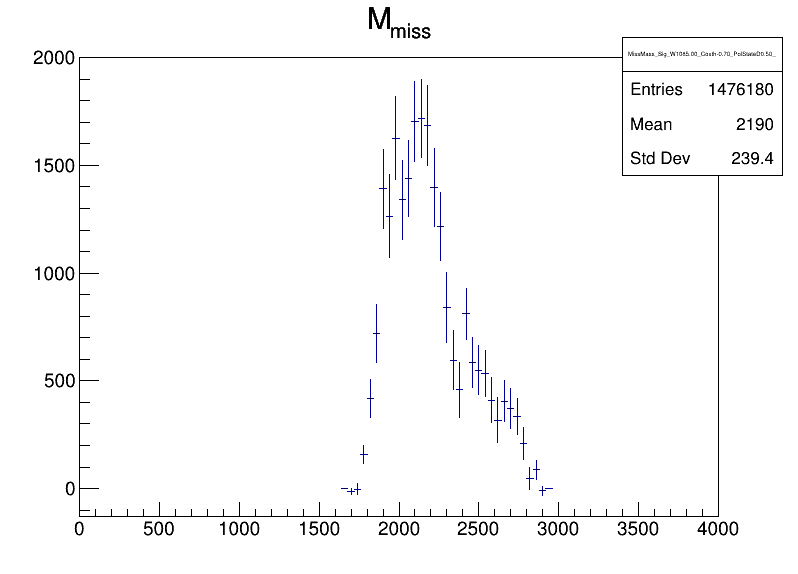 M_miss
MissMass_Sig_W1085.00_Costh-0.70_PolStateD0.50_
Entries 1476180
Mean 2190
Std Dev 239.4
2000
1500
1000
500
0
0 500 1000 1500 2000 2500 3000 3500 4000